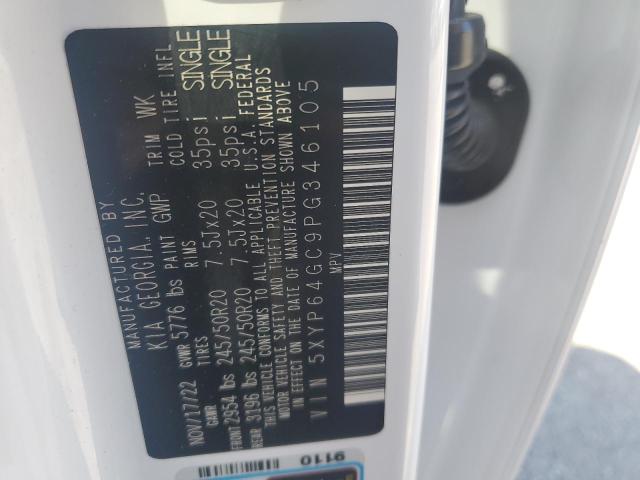 MANUFACTURED BY
KIA GEORGIA, INC.
NOV/17/22 GVWR 5776 lbs PAINT GWP TRIM WK
GAWR TIRES RIMS COLD TIRE INFL
FRONT 2954 lbs 245/50R20 7.5Jx20 35psi SINGLE
REAR 3196 lbs 245/50R20 7.5Jx20 35psi SINGLE
THIS VEHICLE CONFORMS TO ALL APPLICABLE U.S.A. FEDERAL
MOTOR VEHICLE SAFETY AND THEFT PREVENTION STANDARDS
IN EFFECT ON THE DATE OF MANUFACTURE SHOWN ABOVE
VIN 5XYP64GC9PG346105
MPV
9110